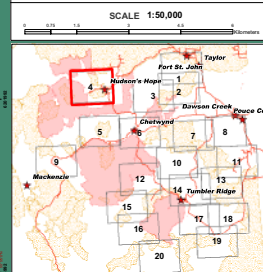 SCALE 1:50,000
0 0.75 1.5 3 4.5 6
Kilometers
Taylor
Fort St. John
4 Hudson's Hope
1
2
3
Dawson Creek
Pouce C
Chetwynd
5 6 7 8
9 10 11
Mackenzie
12 13
14 Tumbler Ridge
15
16 17 18
19
20